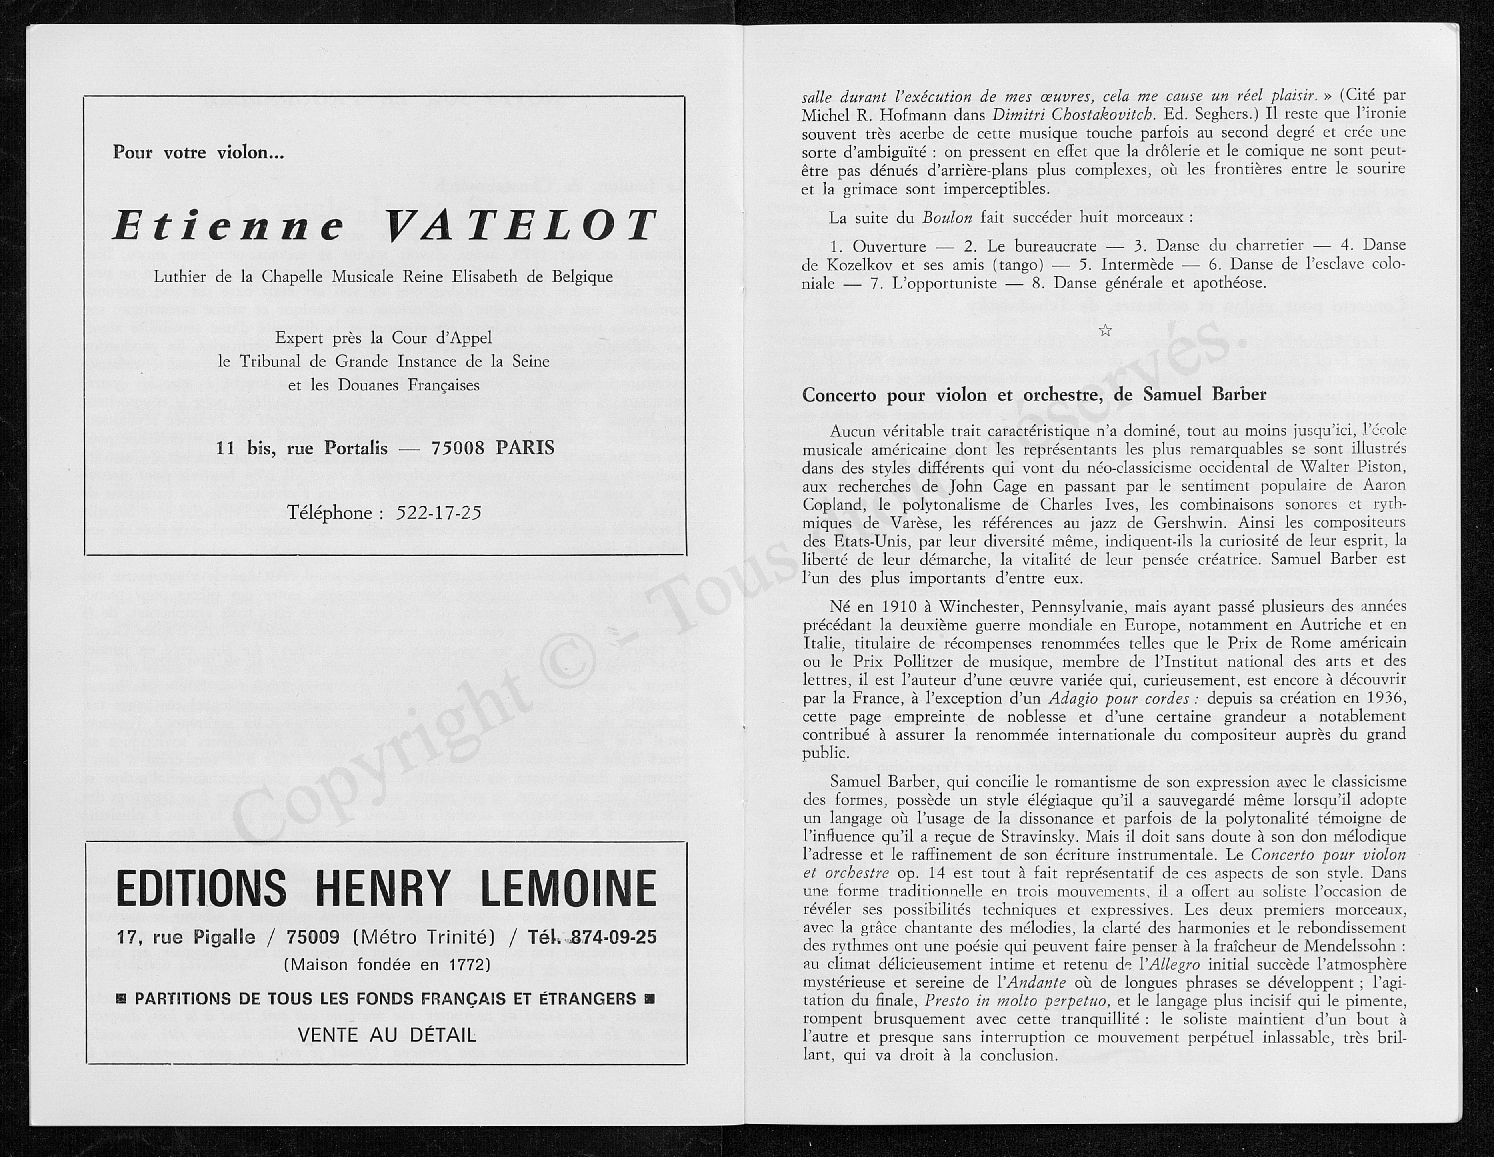 Pour votre violon...
Etienne VATELOT
Luthier de la Chapelle Musicale Reine Elisabeth de Belgique
Expert près la Cour d'Appel
le Tribunal de Grande Instance de la Seine
et les Douanes Françaises
11 bis, rue Portalis — 75008 PARIS
Téléphone : 522-17-25
EDITIONS HENRY LEMOINE
17, rue Pigalle / 75009 (Métro Trinité) / Tél. 874-09-25
(Maison fondée en 1772)
■ PARTITIONS DE TOUS LES FONDS FRANÇAIS ET ÉTRANGERS ■
VENTE AU DÉTAIL
salle durant l'exécution de mes œuvres, cela me cause un réel plaisir. » (Cité par
Michel R. Hofmann dans Dimitri Chostakovitch. Ed. Seghers.) Il reste que l'ironie
souvent très acerbe de cette musique touche parfois au second degré et crée une
sorte d'ambiguïté : on pressent en effet que la drôlerie et le comique ne sont peut-
être pas dénués d'arrière-plans plus complexes, où les frontières entre le sourire
et la grimace sont imperceptibles.
La suite du Boulon fait succéder huit morceaux :
1. Ouverture — 2. Le bureaucrate — 3. Danse du charretier — 4. Danse
de Kozelkov et ses amis (tango) — 5. Intermède — 6. Danse de l'esclave colo-
niale — 7. L'opportuniste — 8. Danse générale et apothéose.
☆
Concerto pour violon et orchestre, de Samuel Barber
Aucun véritable trait caractéristique n'a dominé, tout au moins jusqu'ici, l'école
musicale américaine dont les représentants les plus remarquables se sont illustrés
dans des styles différents qui vont du néo-classicisme occidental de Walter Piston,
aux recherches de John Cage en passant par le sentiment populaire de Aaron
Copland, le polytonalisme de Charles Ives, les combinaisons sonores et ryth-
miques de Varèse, les références au jazz de Gershwin. Ainsi les compositeurs
des Etats-Unis, par leur diversité même, indiquent-ils la curiosité de leur esprit, la
liberté de leur démarche, la vitalité de leur pensée créatrice. Samuel Barber est
l'un des plus importants d'entre eux.
Né en 1910 à Winchester, Pennsylvanie, mais ayant passé plusieurs des années
précédant la deuxième guerre mondiale en Europe, notamment en Autriche et en
Italie, titulaire de récompenses renommées telles que le Prix de Rome américain
ou le Prix Pollitzer de musique, membre de l'Institut national des arts et des
lettres, il est l'auteur d'une œuvre variée qui, curieusement, est encore à découvrir
par la France, à l'exception d'un Adagio pour cordes : depuis sa création en 1936,
cette page empreinte de noblesse et d'une certaine grandeur a notablement
contribué à assurer la renommée internationale du compositeur auprès du grand
public.
Samuel Barber, qui concilie le romantisme de son expression avec le classicisme
des formes, possède un style élégiaque qu'il a sauvegardé même lorsqu'il adopte
un langage où l'usage de la dissonance et parfois de la polytonalité témoigne de
l'influence qu'il a reçue de Stravinsky. Mais il doit sans doute à son don mélodique
l'adresse et le raffinement de son écriture instrumentale. Le Concerto pour violon
et orchestre op. 14 est tout à fait représentatif de ces aspects de son style. Dans
une forme traditionnelle en trois mouvements, il a offert au soliste l'occasion de
révéler ses possibilités techniques et expressives. Les deux premiers morceaux,
avec la grâce chantante des mélodies, la clarté des harmonies et le rebondissement
des rythmes ont une poésie qui peuvent faire penser à la fraîcheur de Mendelssohn :
au climat délicieusement intime et retenu de l'Allegro initial succède l'atmosphère
mystérieuse et sereine de l'Andante où de longues phrases se développent ; l'agi-
tation du finale, Presto in molto perpetuo, et le langage plus incisif qui le pimente,
rompent brusquement avec cette tranquillité : le soliste maintient d'un bout à
l'autre et presque sans interruption ce mouvement perpétuel inlassable, très bril-
lant, qui va droit à la conclusion.
Copyright © - Tous droits réservés.